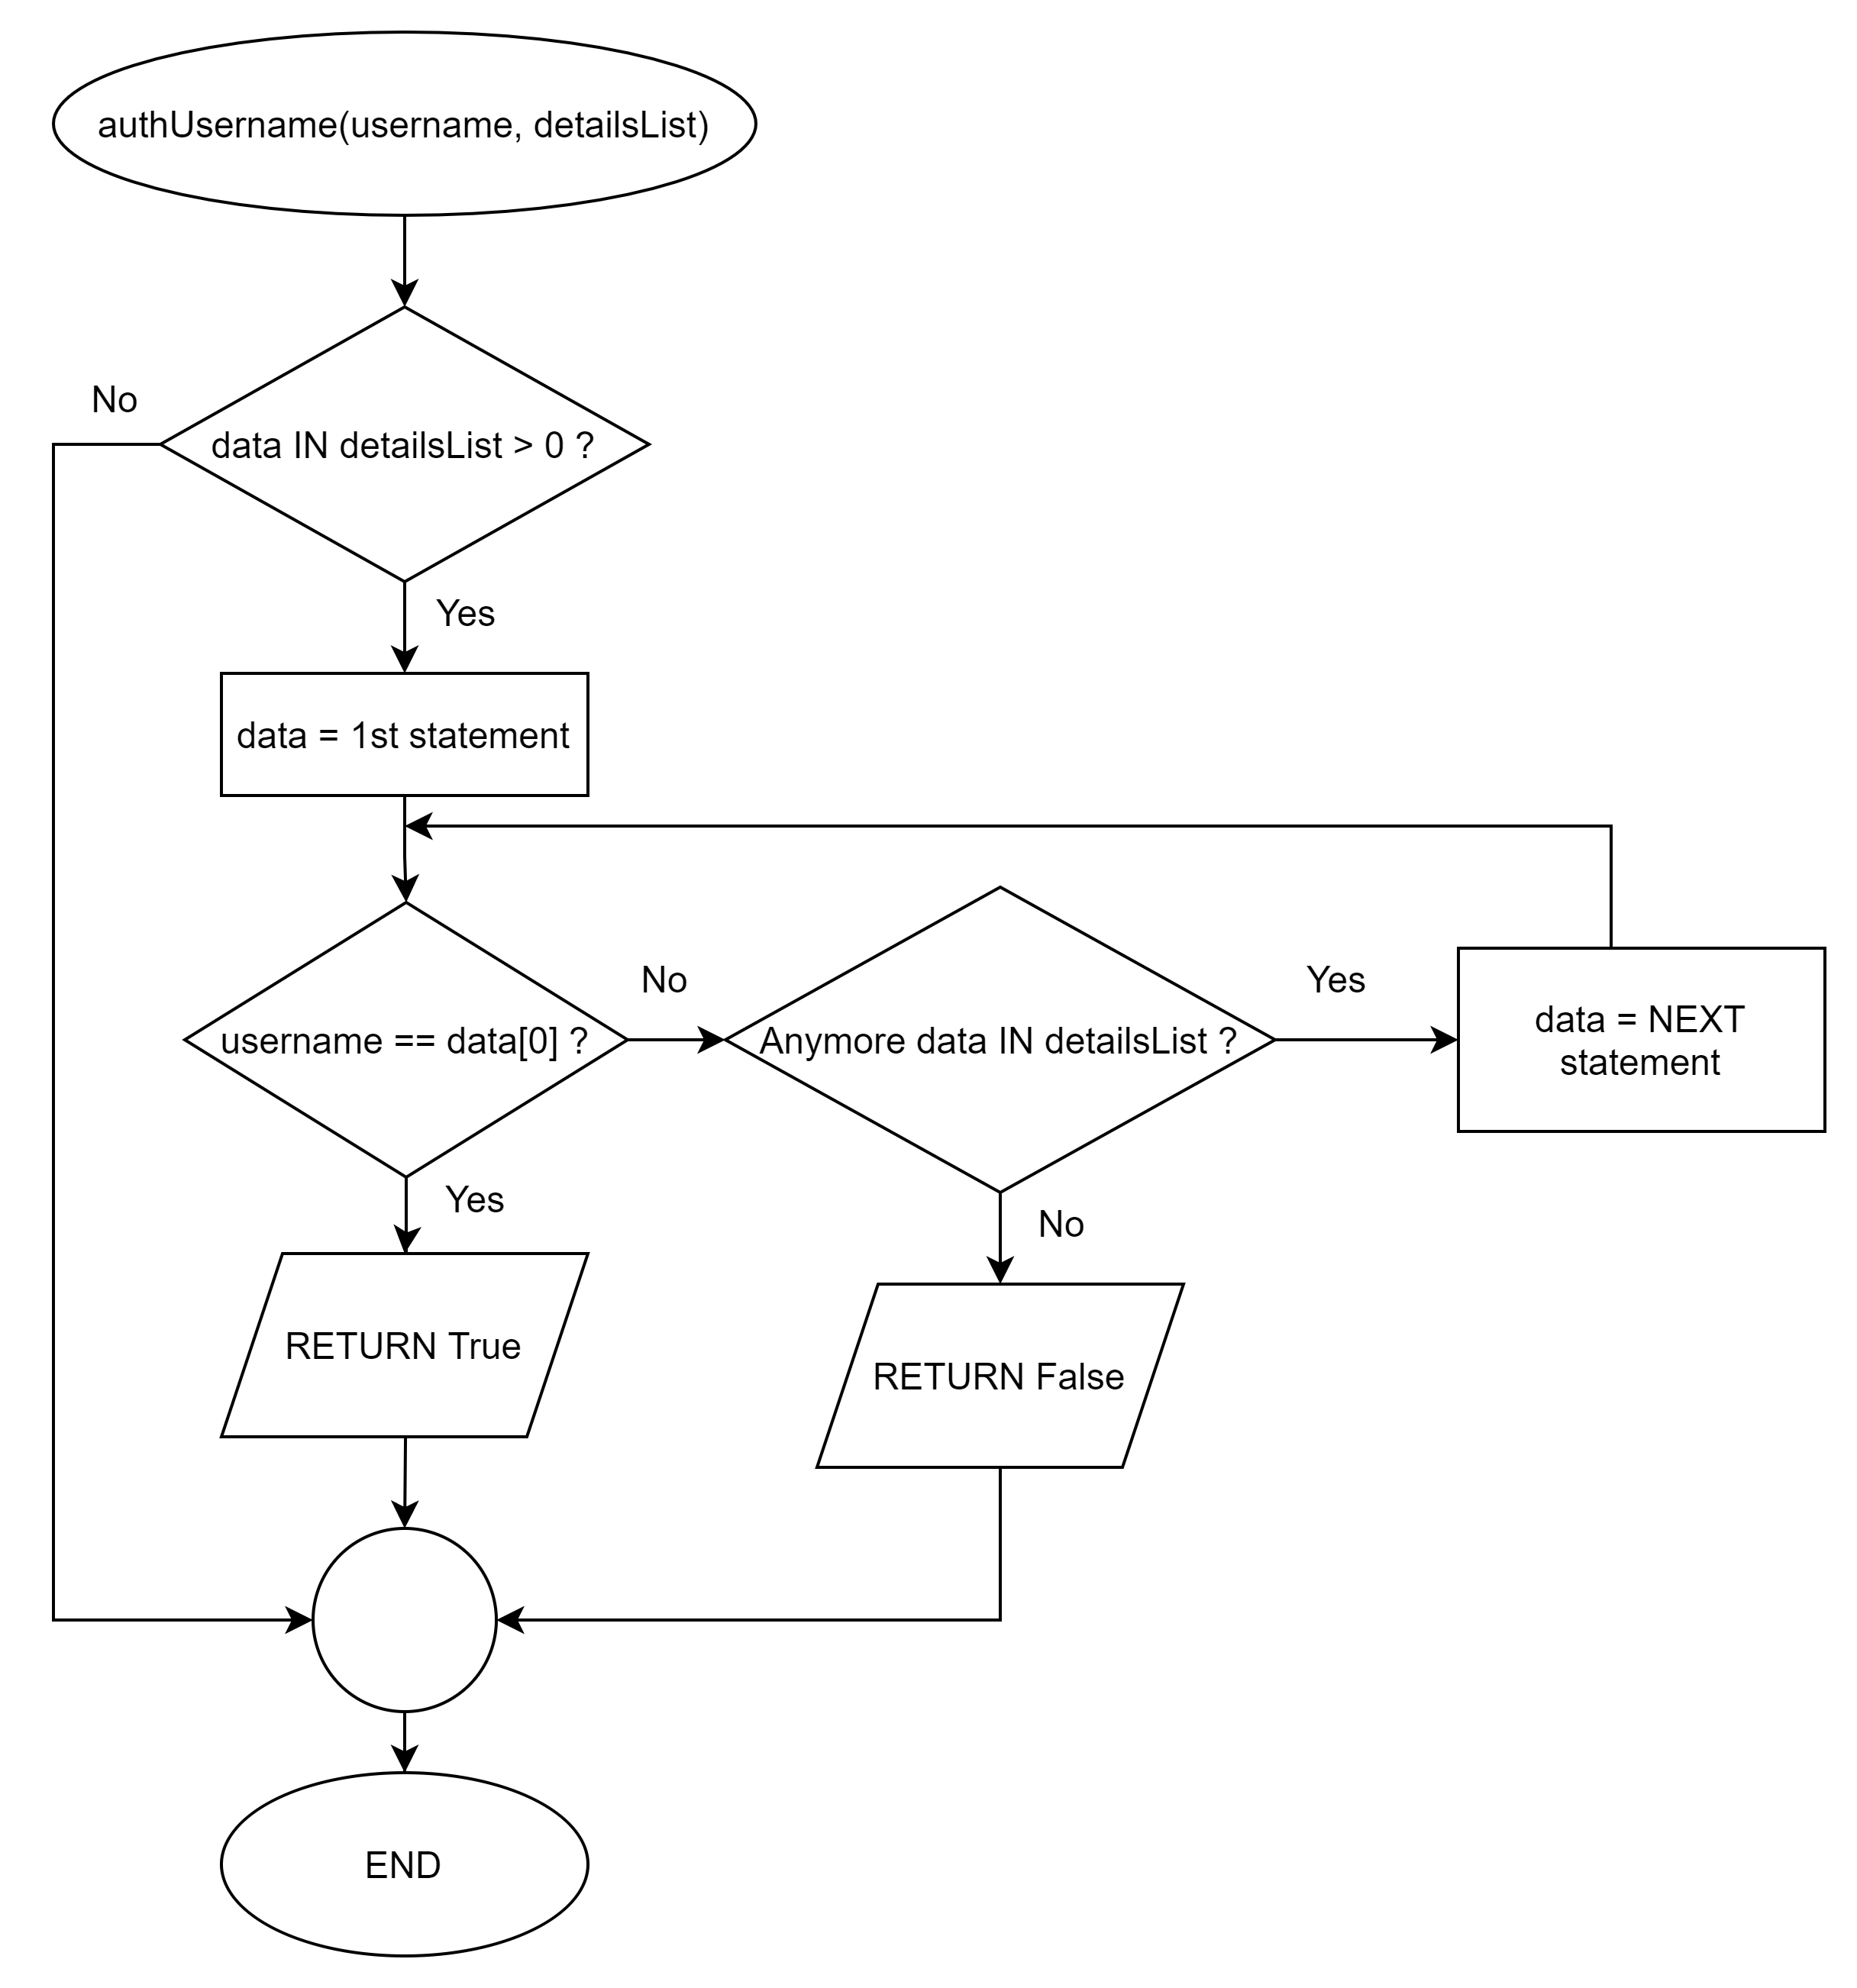 authUsername(username, detailsList)
No
data IN detailsList > 0 ?
Yes
data = 1st statement
No
Yes
username == data[0] ?
Anymore data IN detailsList ?
data = NEXT
statement
Yes
No
RETURN True
RETURN False
END